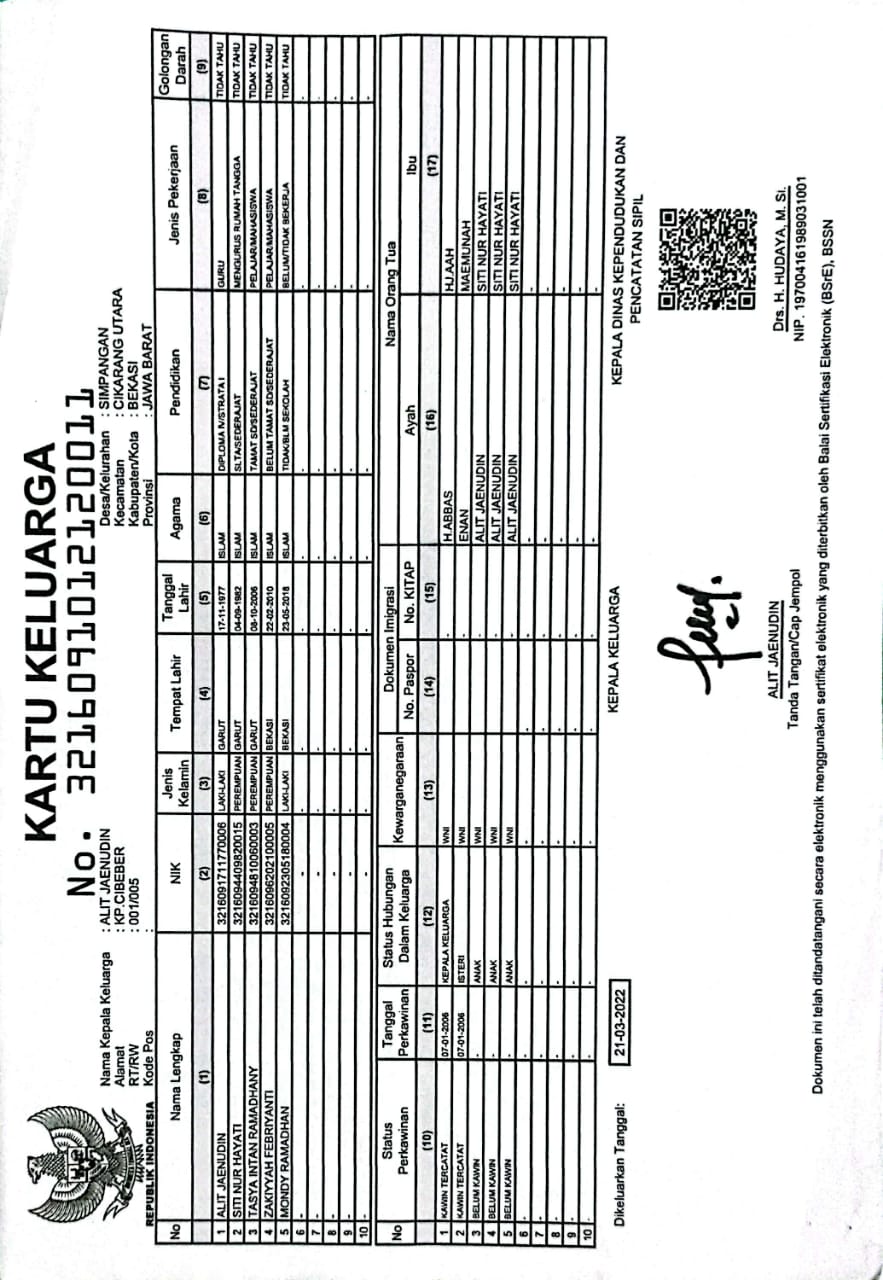 KARTU KELUARGA
No. 3216091012120011
Nama Kepala Keluarga : ALIT JAENUDIN
Alamat : KP.CIBEBER
RT/RW : 001/005
Kode Pos :
Desa/Kelurahan : SIMPANGAN
Kecamatan : CIKARANG UTARA
Kabupaten/Kota : BEKASI
Provinsi : JAWA BARAT
REPUBLIK INDONESIA
No Nama Lengkap NIK Jenis Kelamin Tempat Lahir Tanggal Lahir Agama Pendidikan Jenis Pekerjaan Golongan Darah
(1) (2) (3) (4) (5) (6) (7) (8) (9)
1 ALIT JAENUDIN 3216091711770006 LAKI-LAKI GARUT 17-11-1977 ISLAM DIPLOMA IV/STRATA I GURU TIDAK TAHU
2 SITI NUR HAYATI 3216094409820015 PEREMPUAN GARUT 04-09-1982 ISLAM SLTA/SEDERAJAT MENGURUS RUMAH TANGGA TIDAK TAHU
3 TASYA INTAN RAMADHANY 3216094810060003 PEREMPUAN GARUT 08-10-2006 ISLAM TAMAT SD/SEDERAJAT PELAJAR/MAHASISWA TIDAK TAHU
4 ZAKIYYAH FEBRIYANTI 3216096202100005 PEREMPUAN BEKASI 22-02-2010 ISLAM BELUM TAMAT SD/SEDERAJAT PELAJAR/MAHASISWA TIDAK TAHU
5 MONDY RAMADHAN 3216092305180004 LAKI-LAKI BEKASI 23-05-2018 ISLAM TIDAK/BLM SEKOLAH BELUM/TIDAK BEKERJA TIDAK TAHU
6 - - - - - - - - -
7 - - - - - - - - -
8 - - - - - - - - -
9 - - - - - - - - -
10 - - - - - - - - -
No Status Perkawinan Tanggal Perkawinan Status Hubungan Dalam Keluarga Kewarganegaraan Dokumen Imigrasi Nama Orang Tua
No. Paspor No. KITAP Ayah Ibu
(10) (11) (12) (13) (14) (15) (16) (17)
1 KAWIN TERCATAT 07-01-2006 KEPALA KELUARGA WNI - H.ABBAS HJ.AAH
2 KAWIN TERCATAT 07-01-2006 ISTERI WNI - ENAN MAEMUNAH
3 BELUM KAWIN - ANAK WNI - ALIT JAENUDIN SITI NUR HAYATI
4 BELUM KAWIN - ANAK WNI - ALIT JAENUDIN SITI NUR HAYATI
5 BELUM KAWIN - ANAK WNI - ALIT JAENUDIN SITI NUR HAYATI
6 - - - - - - - -
7 - - - - - - - -
8 - - - - - - - -
9 - - - - - - - -
10 - - - - - - - -
Dikeluarkan Tanggal: 21-03-2022
KEPALA KELUARGA
ALIT JAENUDIN
Tanda Tangan/Cap Jempol
KEPALA DINAS KEPENDUDUKAN DAN
PENCATATAN SIPIL
Drs. H. HUDAYA, M. Si.
NIP. 197004161989031001
Dokumen ini telah ditandatangani secara elektronik menggunakan sertifikat elektronik yang diterbitkan oleh Balai Sertifikasi Elektronik (BSrE), BSSN